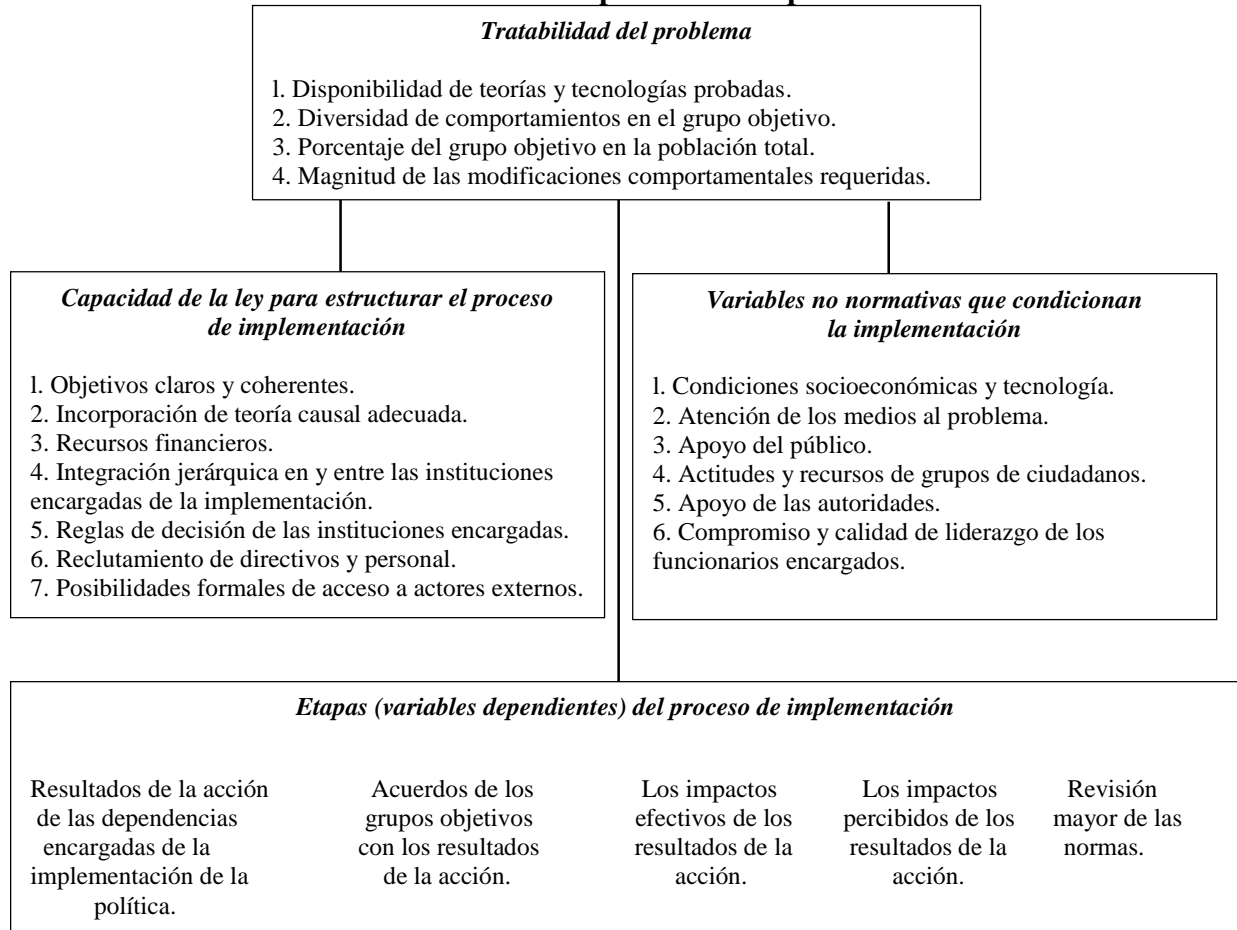 Tratabilidad del problema
l. Disponibilidad de teorías y tecnologías probadas.
2. Diversidad de comportamientos en el grupo objetivo.
3. Porcentaje del grupo objetivo en la población total.
4. Magnitud de las modificaciones comportamentales requeridas.
Capacidad de la ley para estructurar el proceso
de implementación
l. Objetivos claros y coherentes.
2. Incorporación de teoría causal adecuada.
3. Recursos financieros.
4. Integración jerárquica en y entre las instituciones
encargadas de la implementación.
5. Reglas de decisión de las instituciones encargadas.
6. Reclutamiento de directivos y personal.
7. Posibilidades formales de acceso a actores externos.
Variables no normativas que condicionan
la implementación
l. Condiciones socioeconómicas y tecnología.
2. Atención de los medios al problema.
3. Apoyo del público.
4. Actitudes y recursos de grupos de ciudadanos.
5. Apoyo de las autoridades.
6. Compromiso y calidad de liderazgo de los
funcionarios encargados.
Etapas (variables dependientes) del proceso de implementación
Resultados de la acción
de las dependencias
encargadas de la
implementación de la
política.
Acuerdos de los
grupos objetivos
con los resultados
de la acción.
Los impactos
efectivos de los
resultados de la
acción.
Los impactos
percibidos de los
resultados de la
acción.
Revisión
mayor de las
normas.